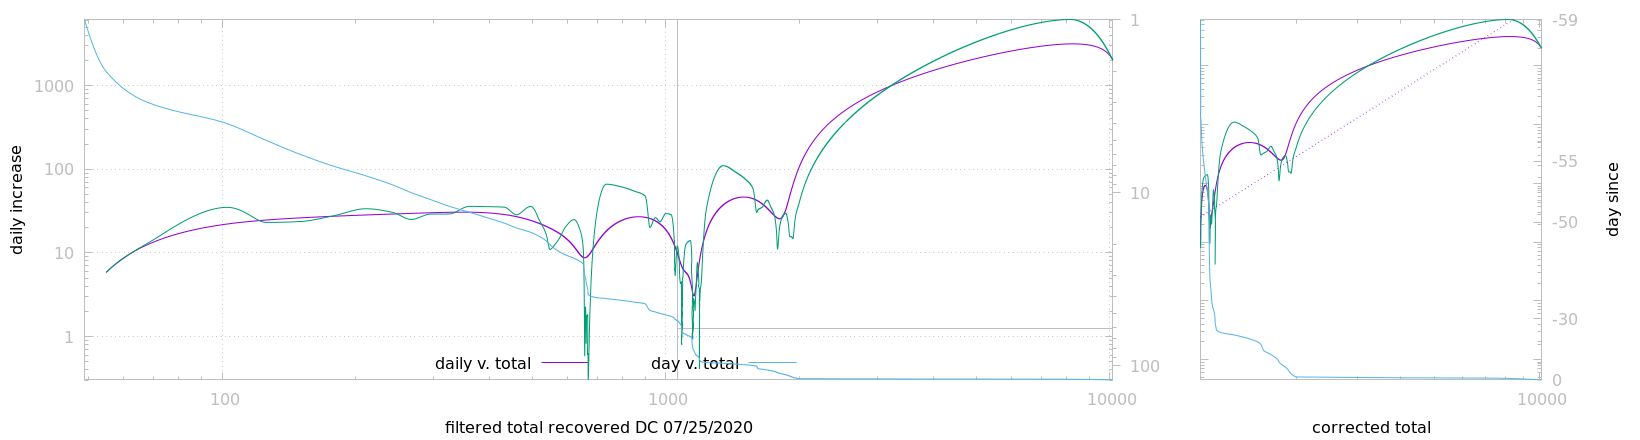 1
-59
1000
daily increase
100
-55
10
day since
-50
10
-30
1
daily v. total
day v. total
100
0
100
1000
10000
10000
filtered total recovered DC 07/25/2020
corrected total